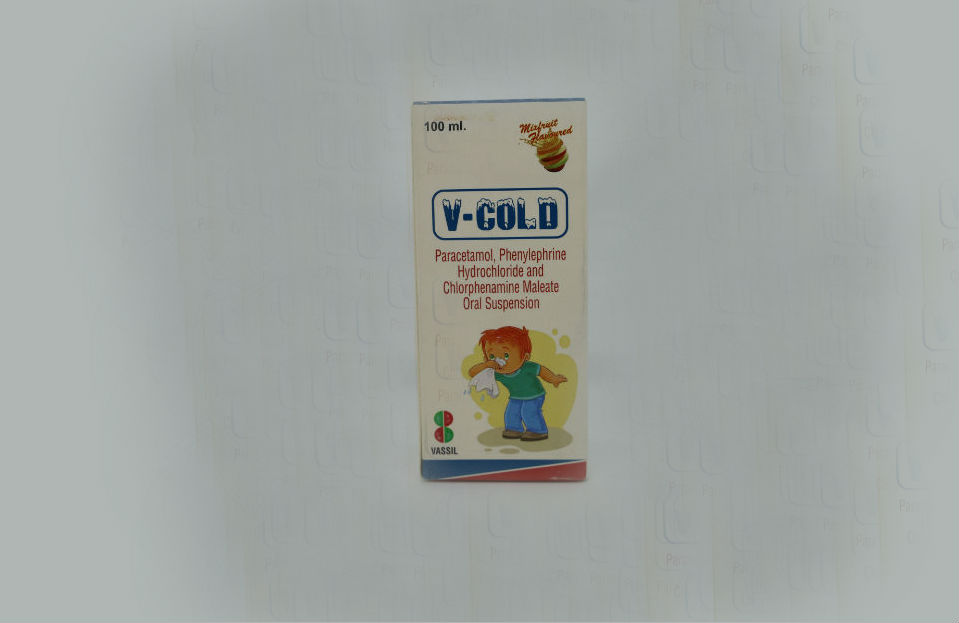 100 ml.
Mixfruit
Flavoured
V-COLD
Paracetamol, Phenylephrine
Hydrochloride and
Chlorphenamine Maleate
Oral Suspension
VASSIL